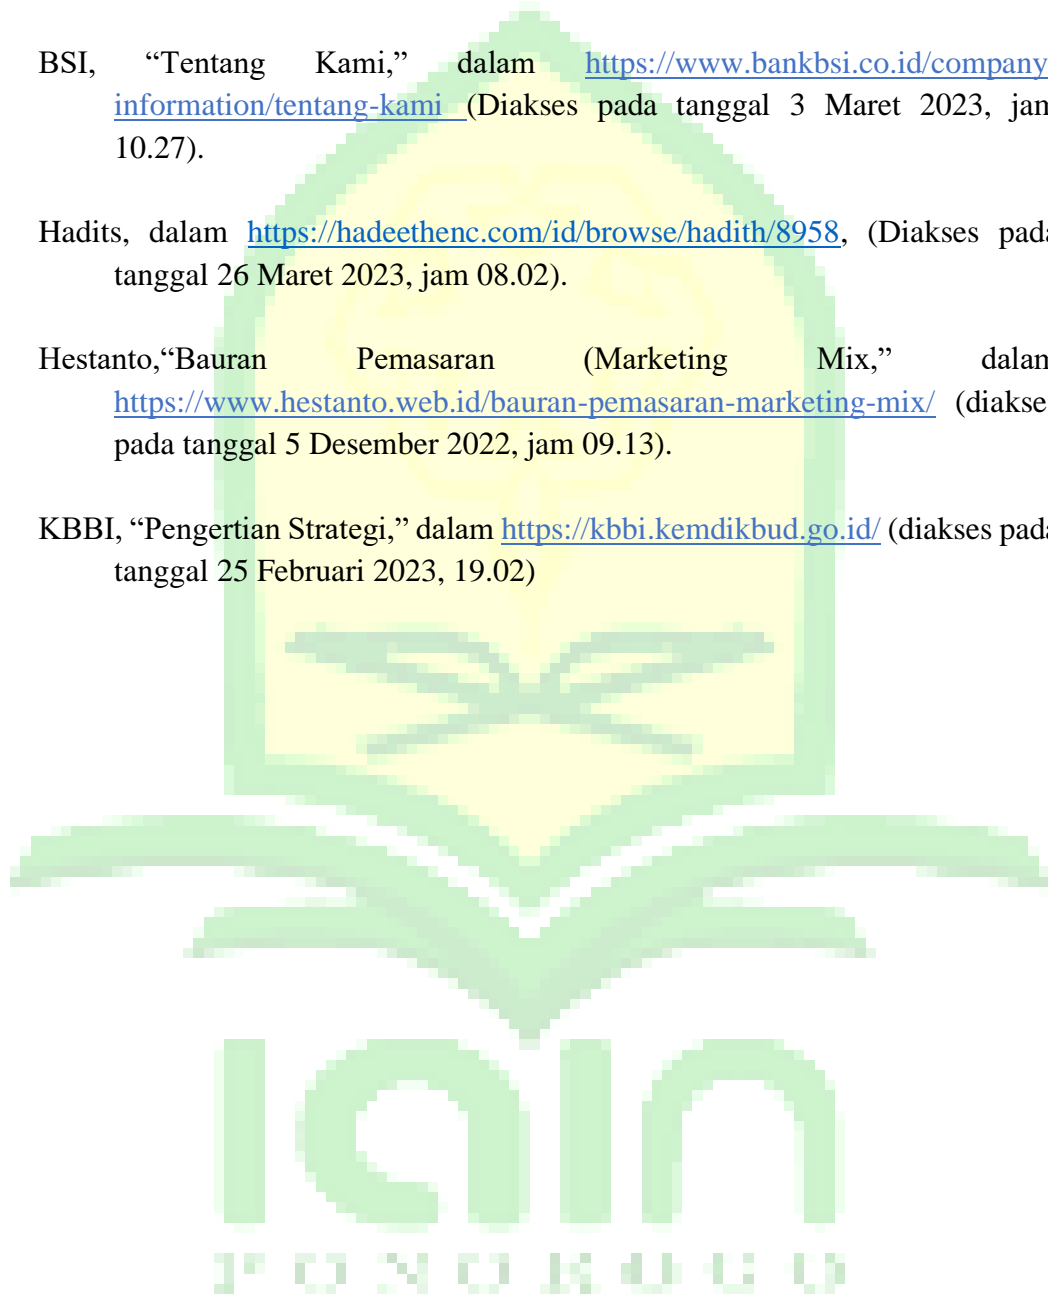 BSI, “Tentang Kami,” dalam https://www.bankbsi.co.id/company-
information/tentang-kami (Diakses pada tanggal 3 Maret 2023, jam
10.27).
Hadits, dalam https://hadeethenc.com/id/browse/hadith/8958, (Diakses pada
tanggal 26 Maret 2023, jam 08.02).
Hestanto,“Bauran Pemasaran (Marketing Mix,” dalam
https://www.hestanto.web.id/bauran-pemasaran-marketing-mix/ (diakses
pada tanggal 5 Desember 2022, jam 09.13).
KBBI, “Pengertian Strategi,” dalam https://kbbi.kemdikbud.go.id/ (diakses pada
tanggal 25 Februari 2023, 19.02)
iain
PONOROGO